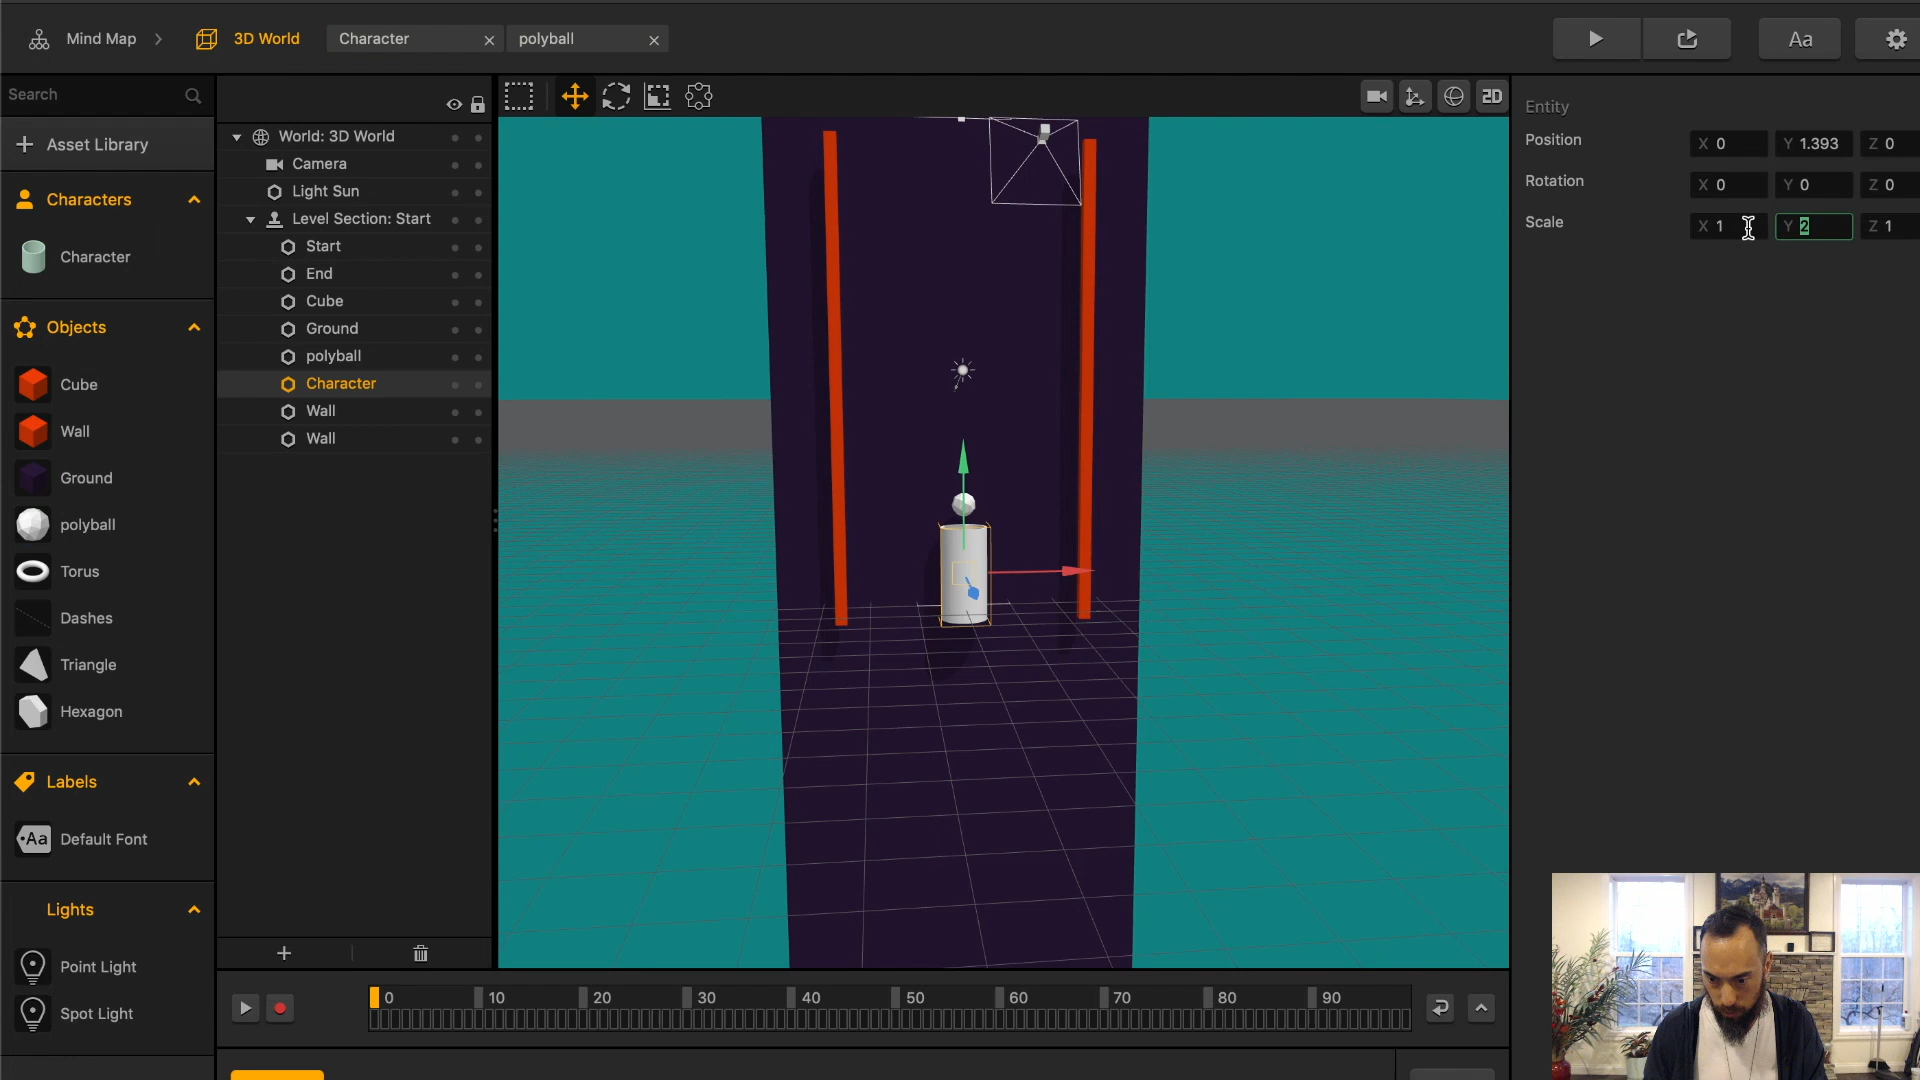 Mind Map
3D World
Character
polyball
Aa
Search
Asset Library
Characters
Character
Objects
Cube
Wall
Ground
polyball
Torus
Dashes
Triangle
Hexagon
Labels
Aa Default Font
Lights
Point Light
Spot Light
World: 3D World
Camera
Light Sun
Level Section: Start
Start
End
Cube
Ground
polyball
Character
Wall
Wall
2D
Entity
Position X 0 Y 1.393 Z 0
Rotation X 0 Y 0 Z 0
Scale X 1 Y 2 Z 1
0 10 20 30 40 50 60 70 80 90